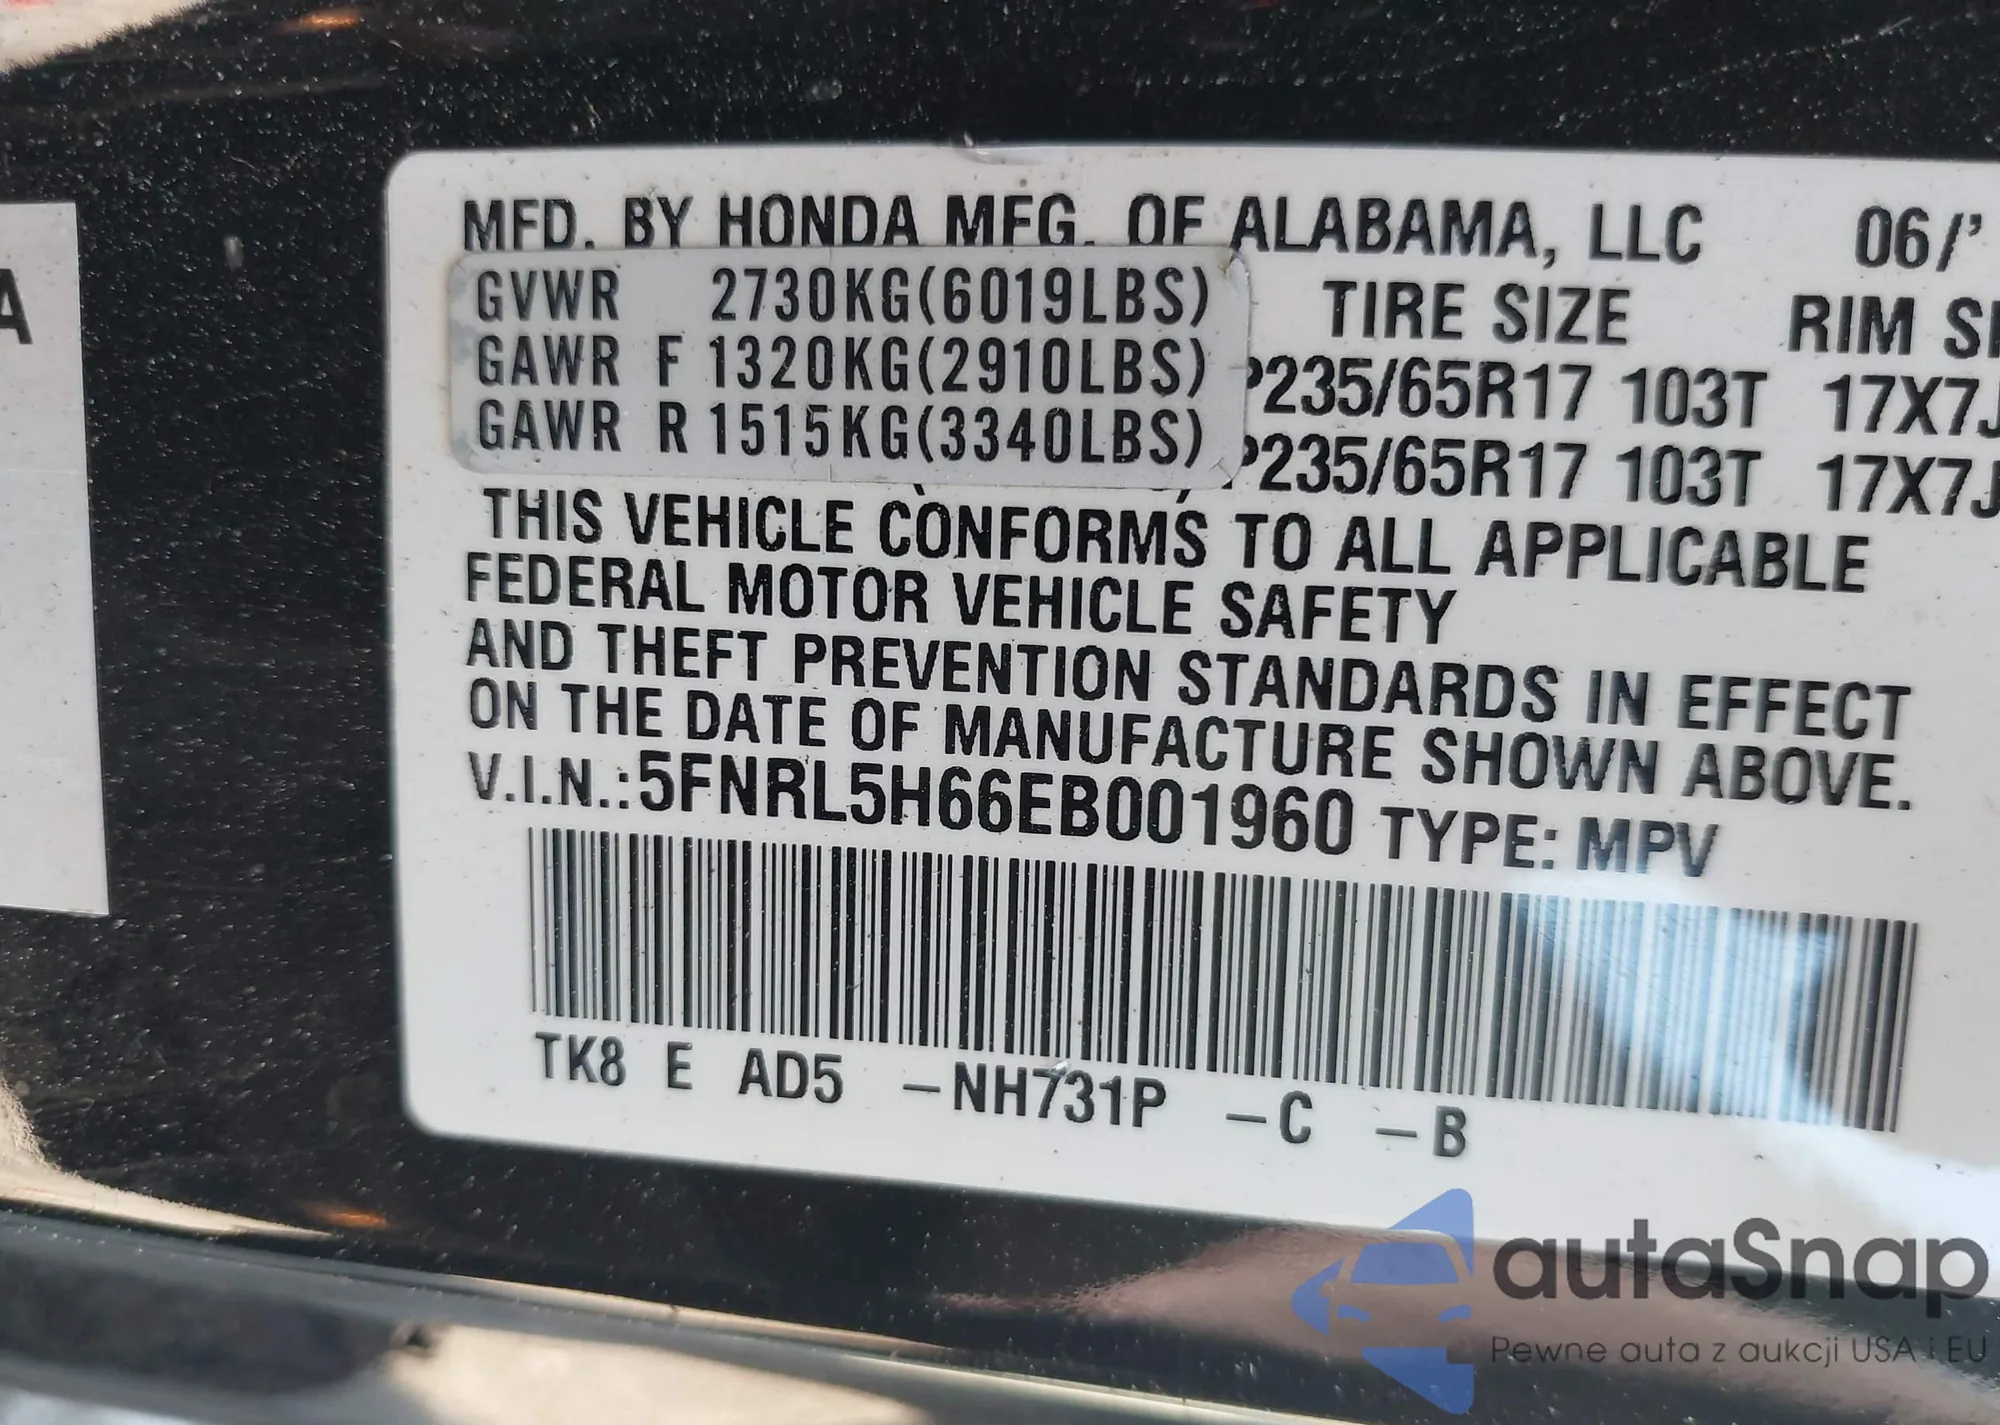 A
MFD. BY HONDA MFG. OF ALABAMA, LLC 06/'
GVWR 2730KG(6019LBS) TIRE SIZE RIM SI
GAWR F 1320KG(2910LBS) P235/65R17 103T 17X7J
GAWR R 1515KG(3340LBS) P235/65R17 103T 17X7J
THIS VEHICLE CONFORMS TO ALL APPLICABLE
FEDERAL MOTOR VEHICLE SAFETY
AND THEFT PREVENTION STANDARDS IN EFFECT
ON THE DATE OF MANUFACTURE SHOWN ABOVE.
V.I.N.:5FNRL5H66EB001960 TYPE: MPV
TK8 E AD5 -NH731P -C -B
autaSnap
Pewne auta z aukcji USA i EU